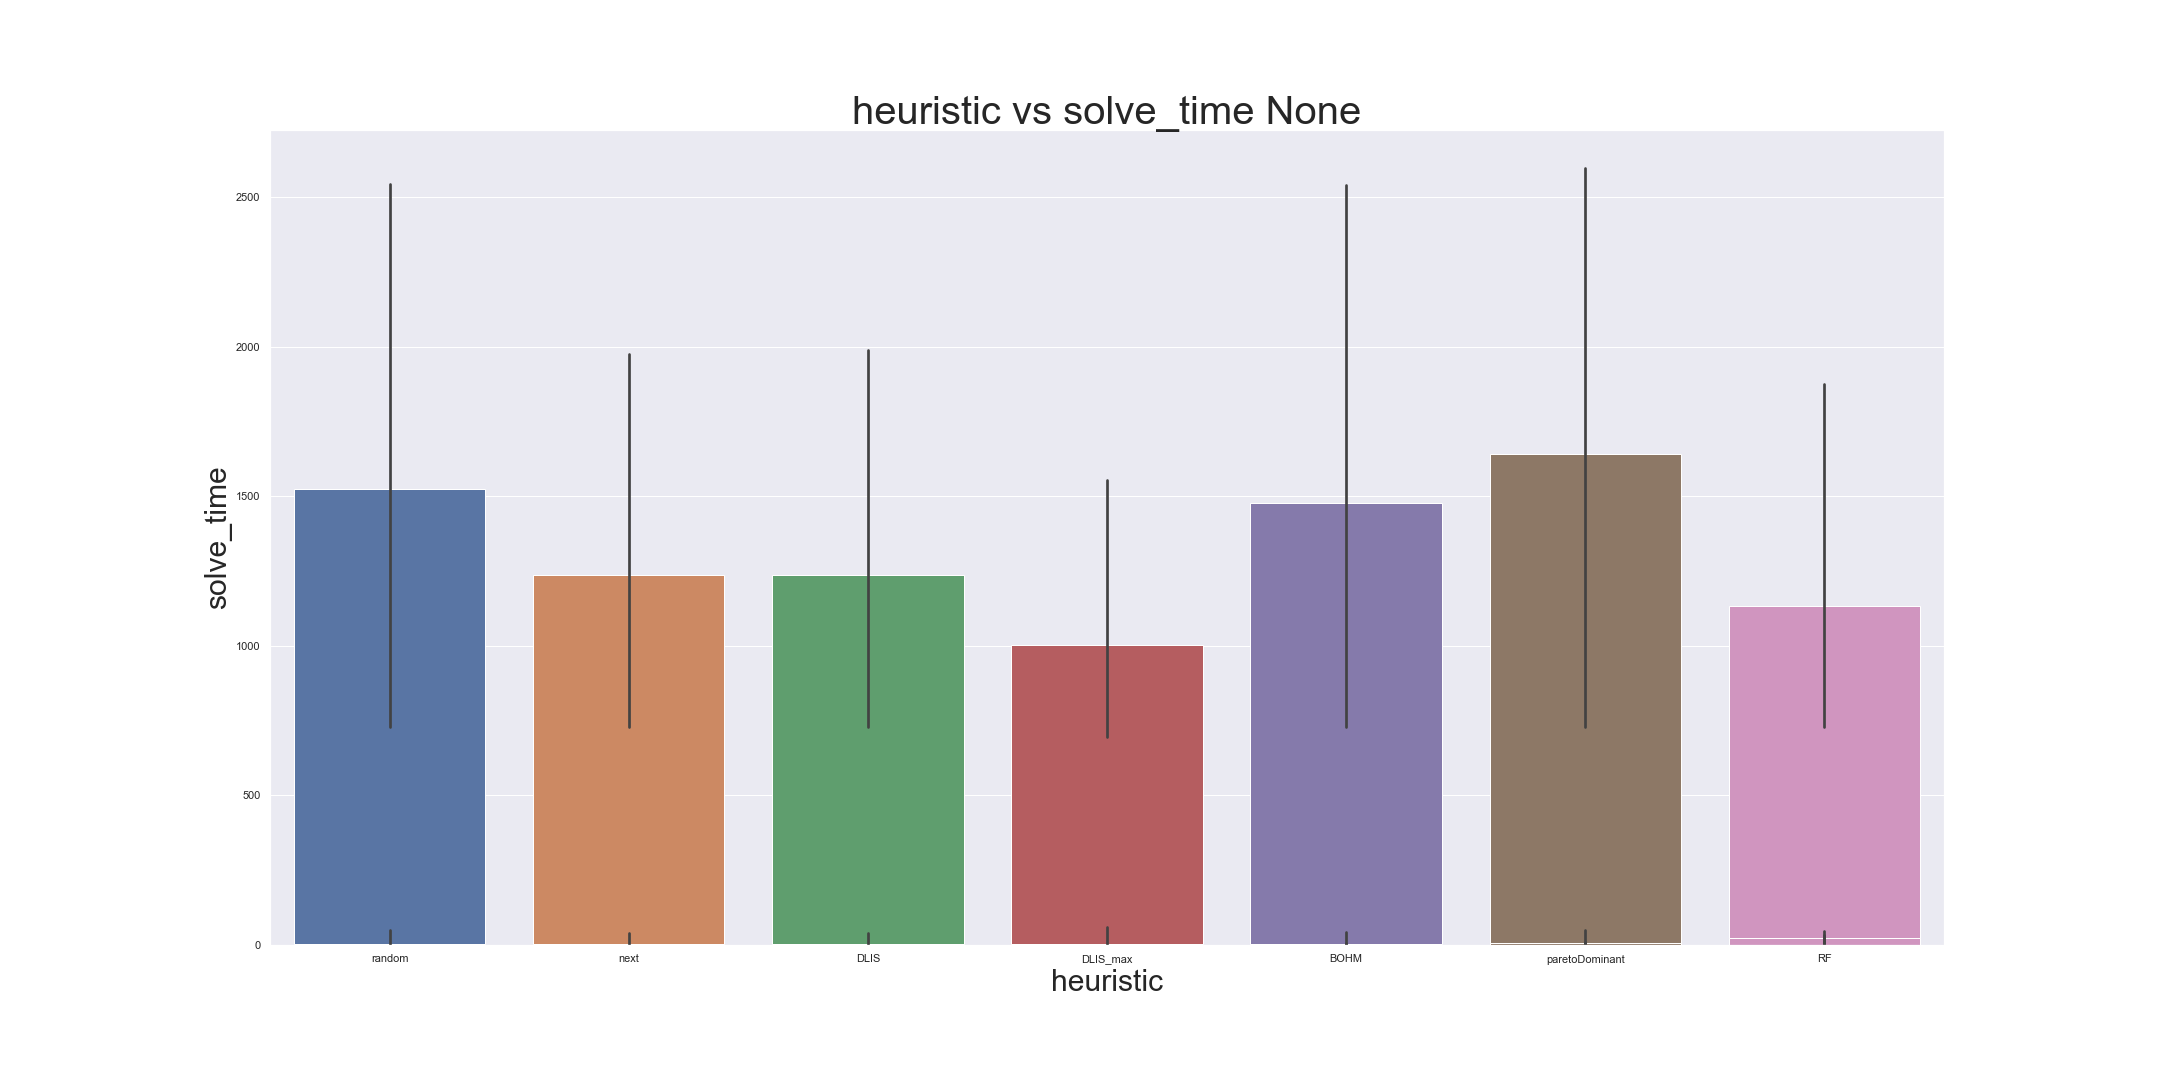 heuristic vs solve_time None
solve_time
2500
2000
1500
1000
500
0
random
next
DLIS
DLIS_max
BOHM
paretoDominant
RF
heuristic